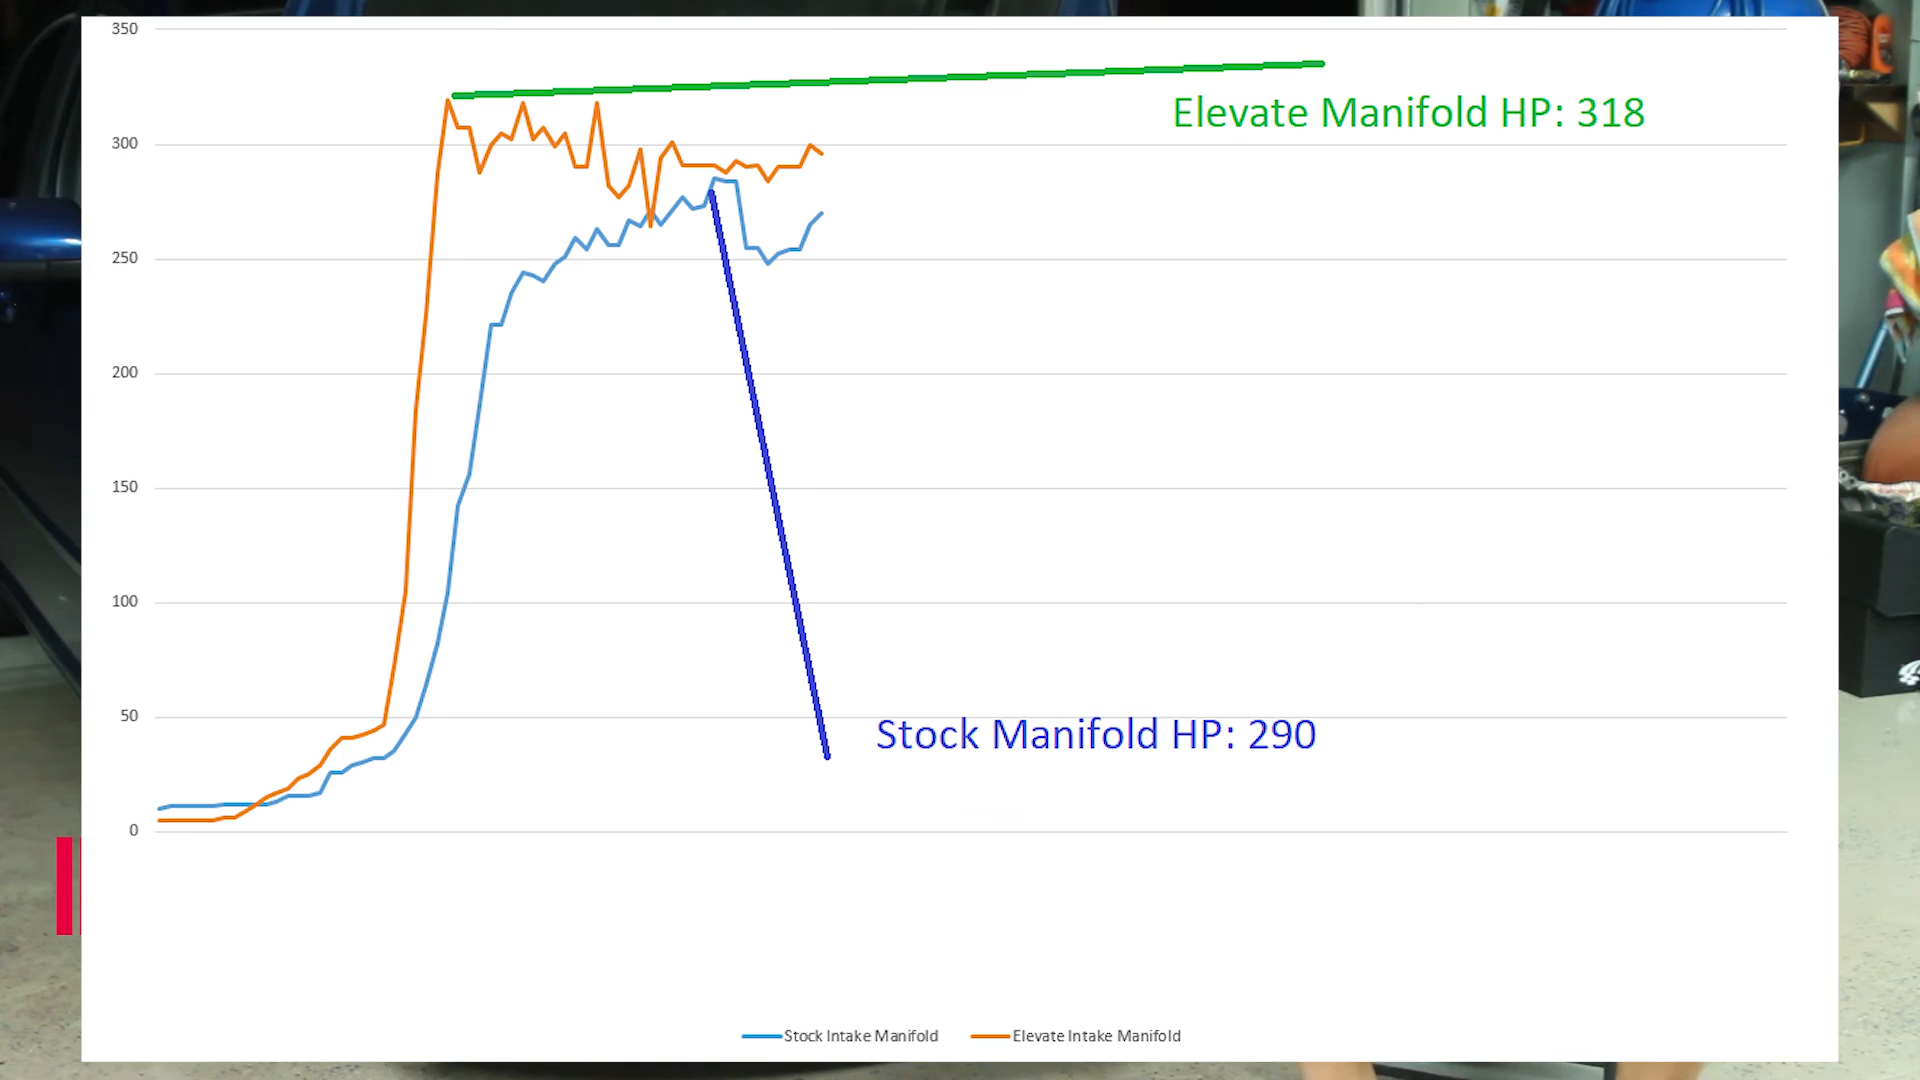 350
Elevate Manifold HP: 318
300
250
200
150
100
50
Stock Manifold HP: 290
0
Stock Intake Manifold
Elevate Intake Manifold